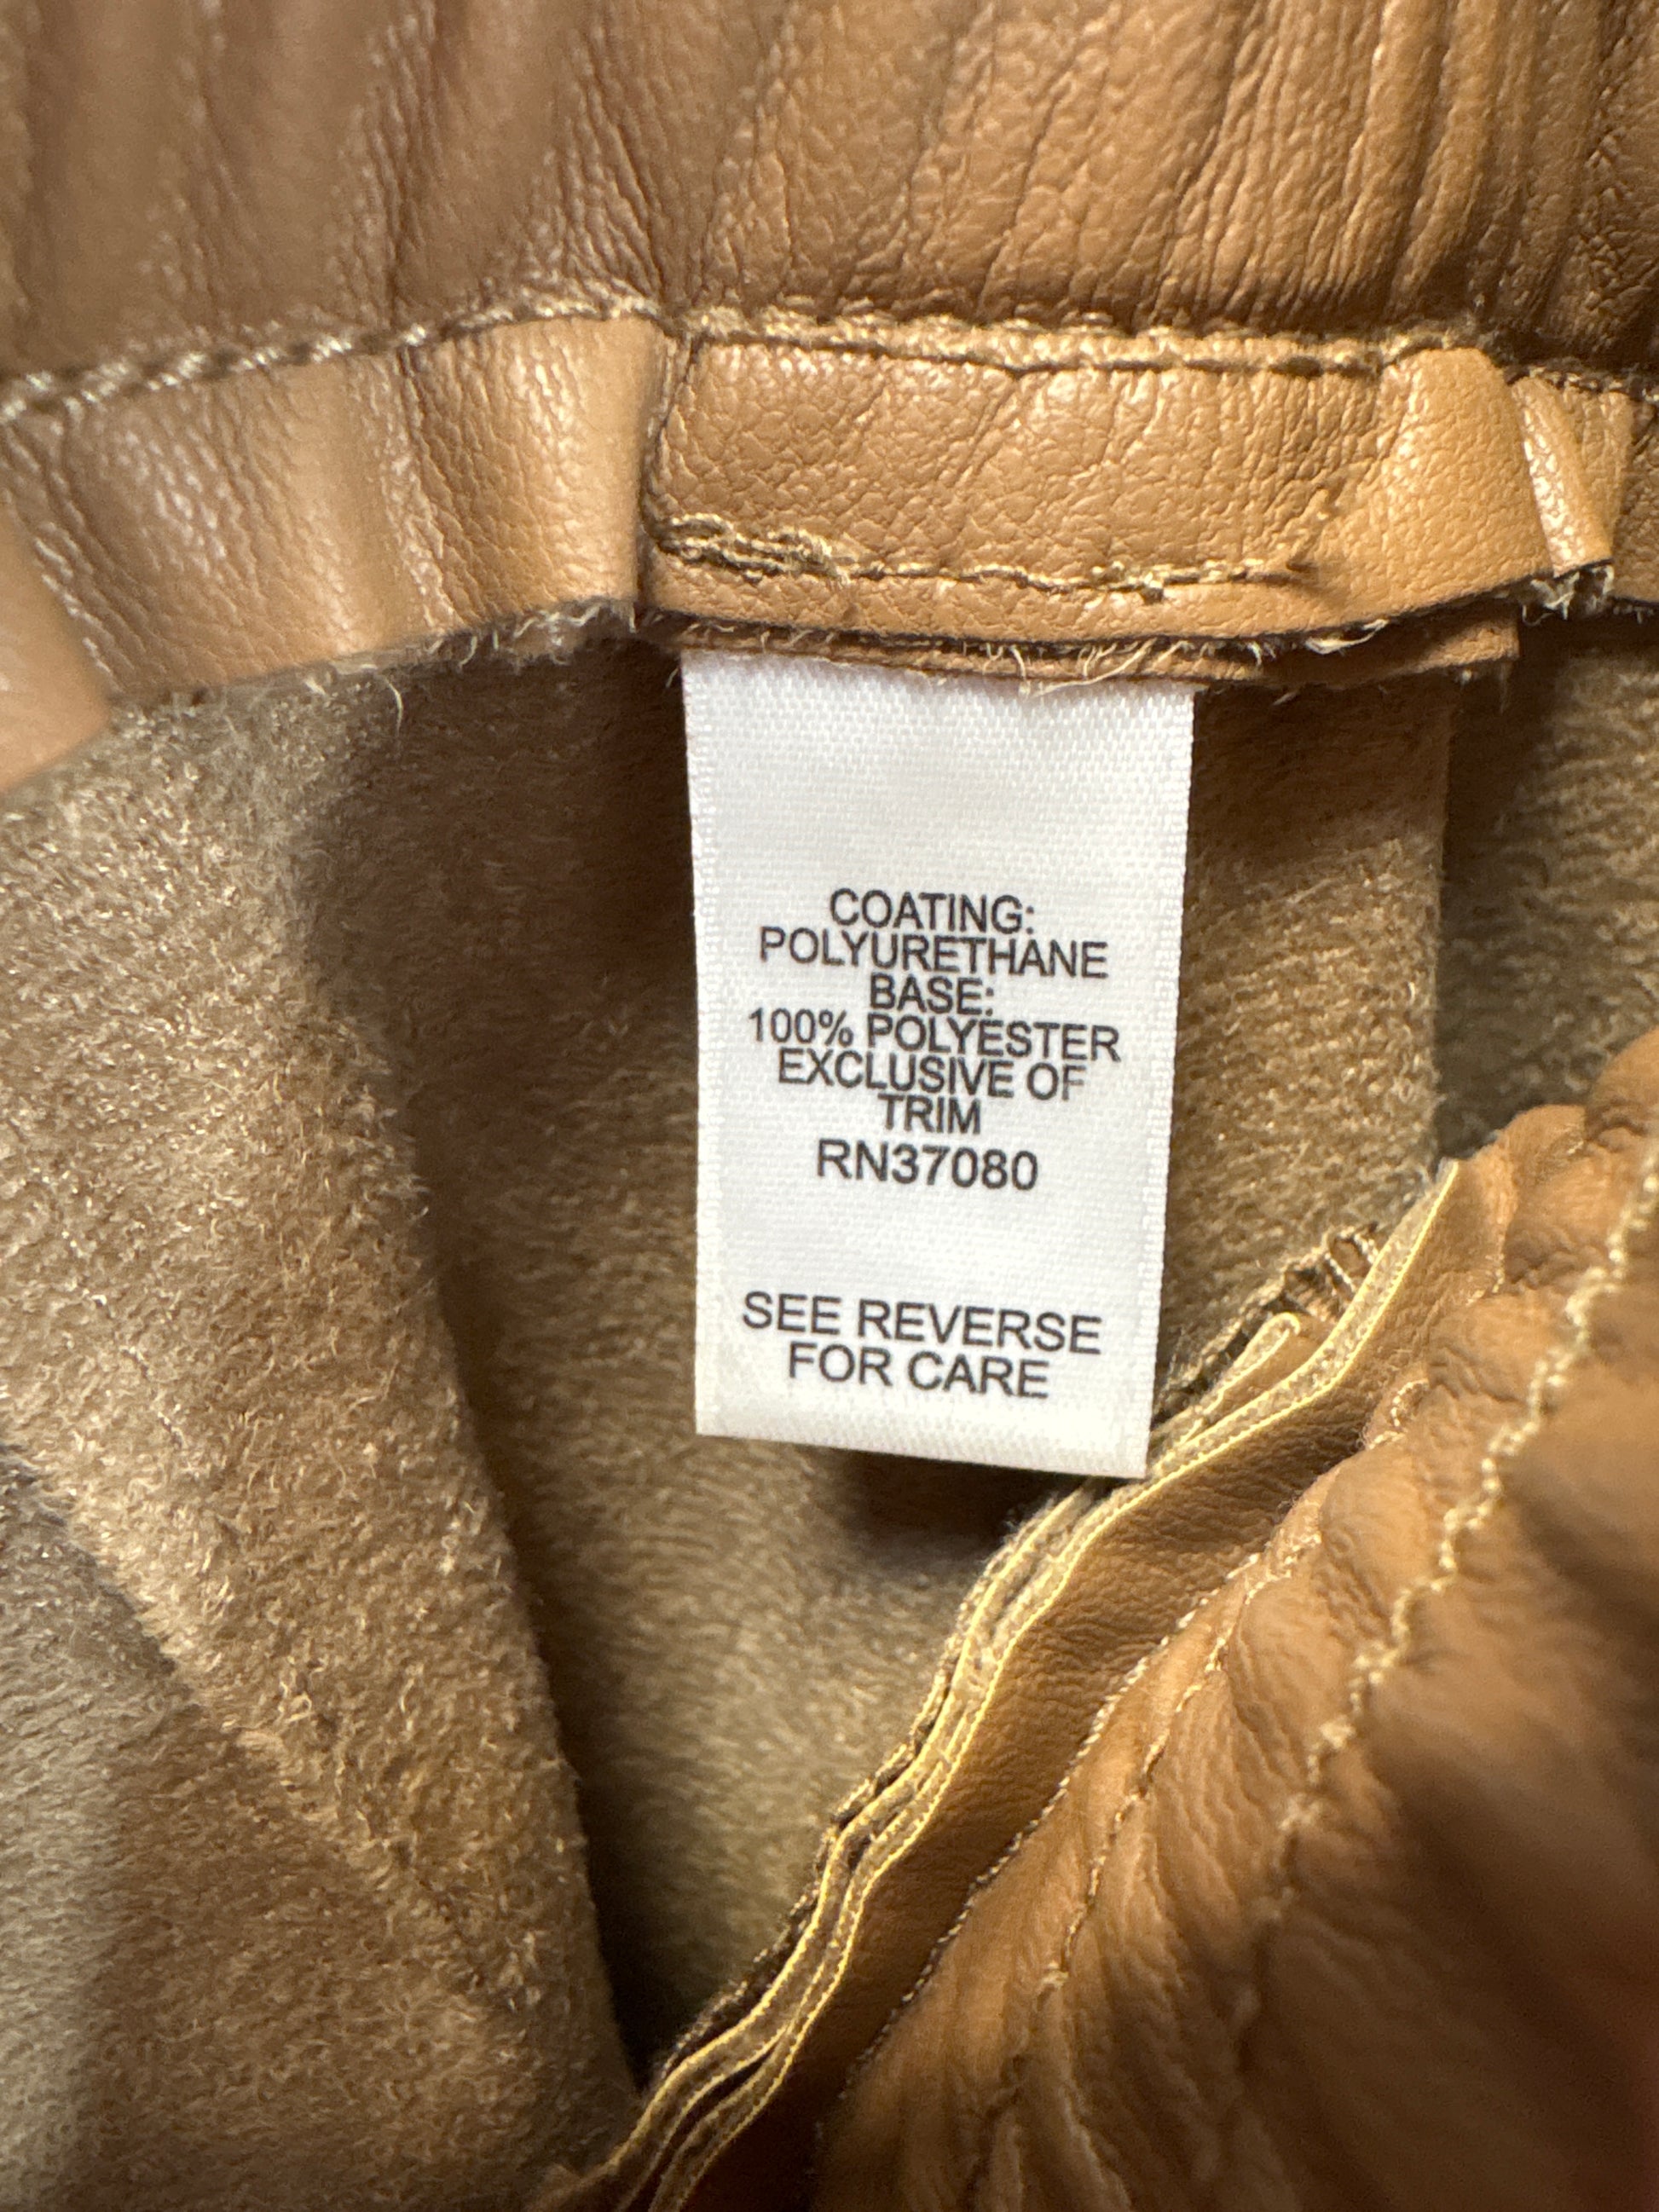 COATING:
POLYURETHANE
BASE:
100% POLYESTER
EXCLUSIVE OF
TRIM
RN37080
SEE REVERSE
FOR CARE